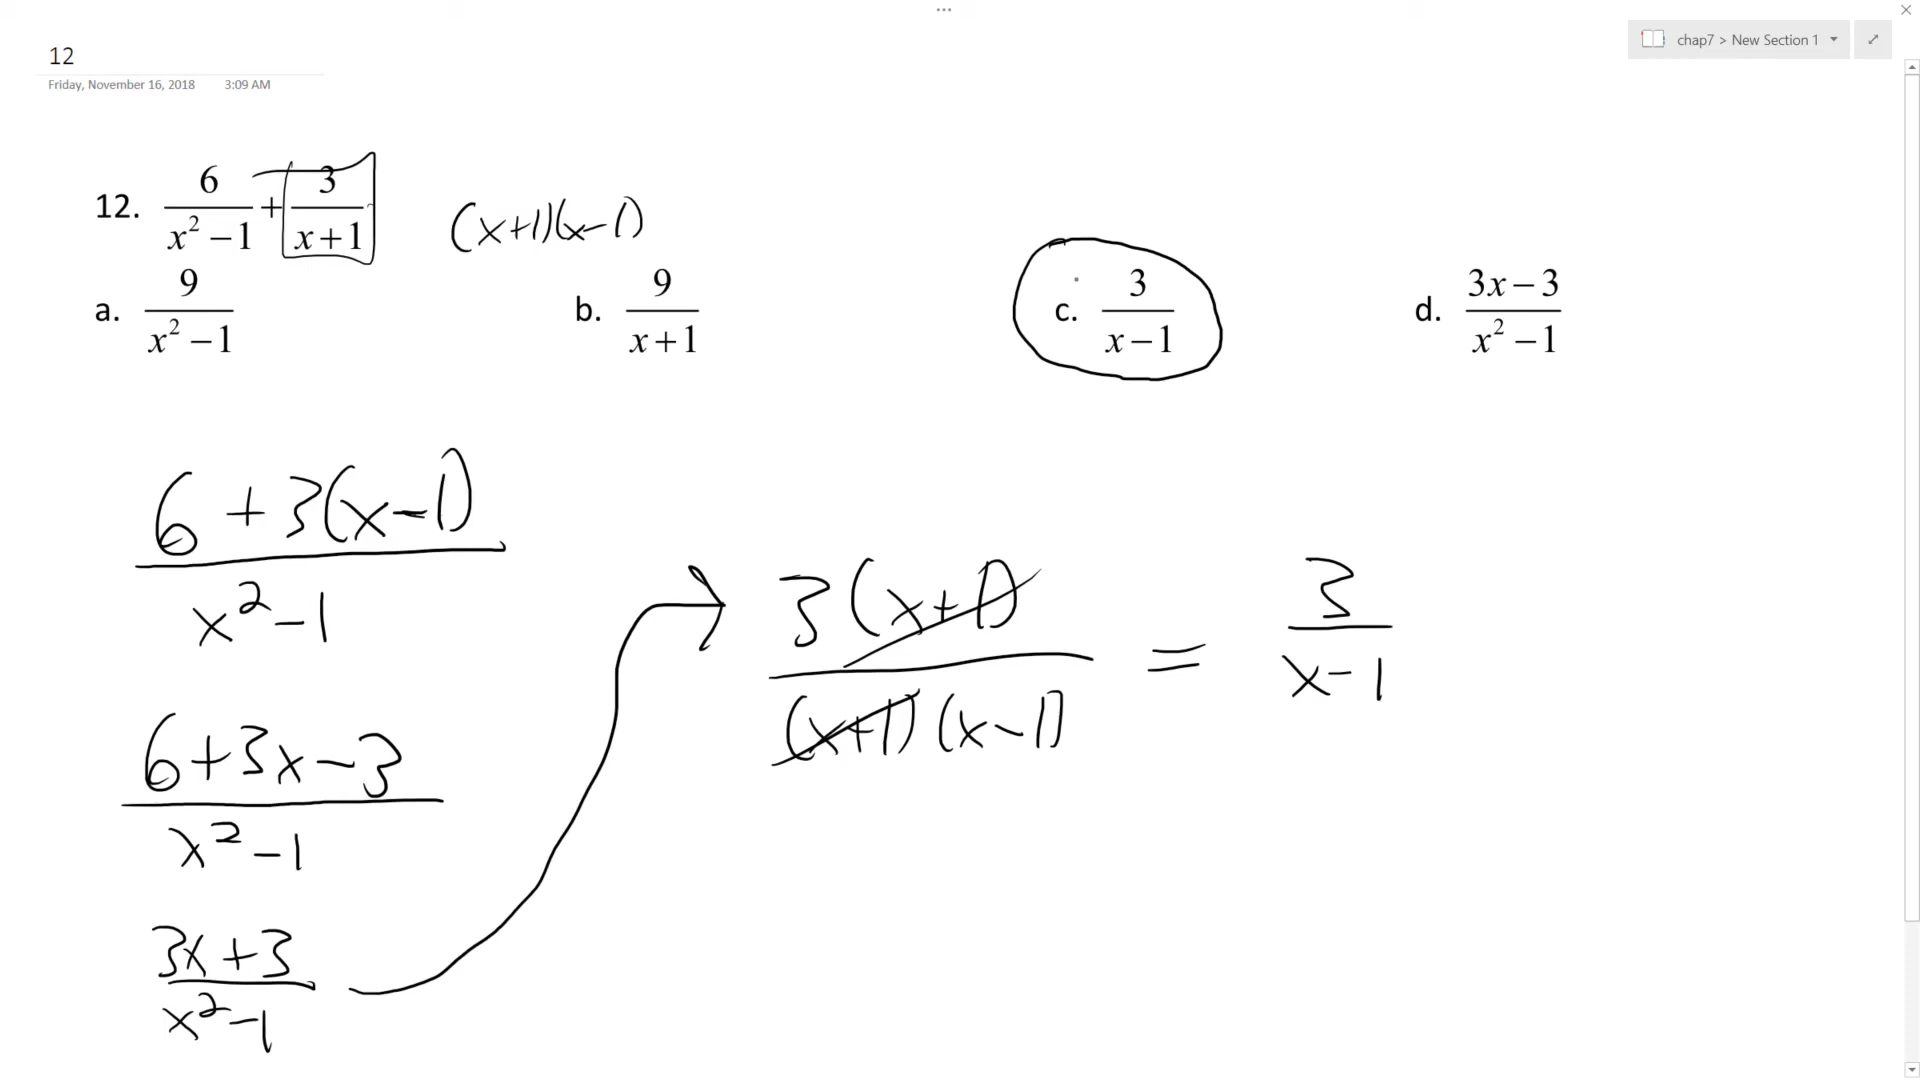 ...
chap7 > New Section 1
12
Friday, November 16, 2018 3:09 AM
12. 6/(x² − 1) + 3/(x + 1) (x+1)(x−1)
a. 9/(x² − 1) b. 9/(x + 1) c. 3/(x − 1) d. (3x − 3)/(x² − 1)
6 + 3(x−1)
x² − 1
6 + 3x − 3
x² − 1
3x + 3
x² − 1
3(x+1)/(x+1)(x−1) = 3/(x−1)